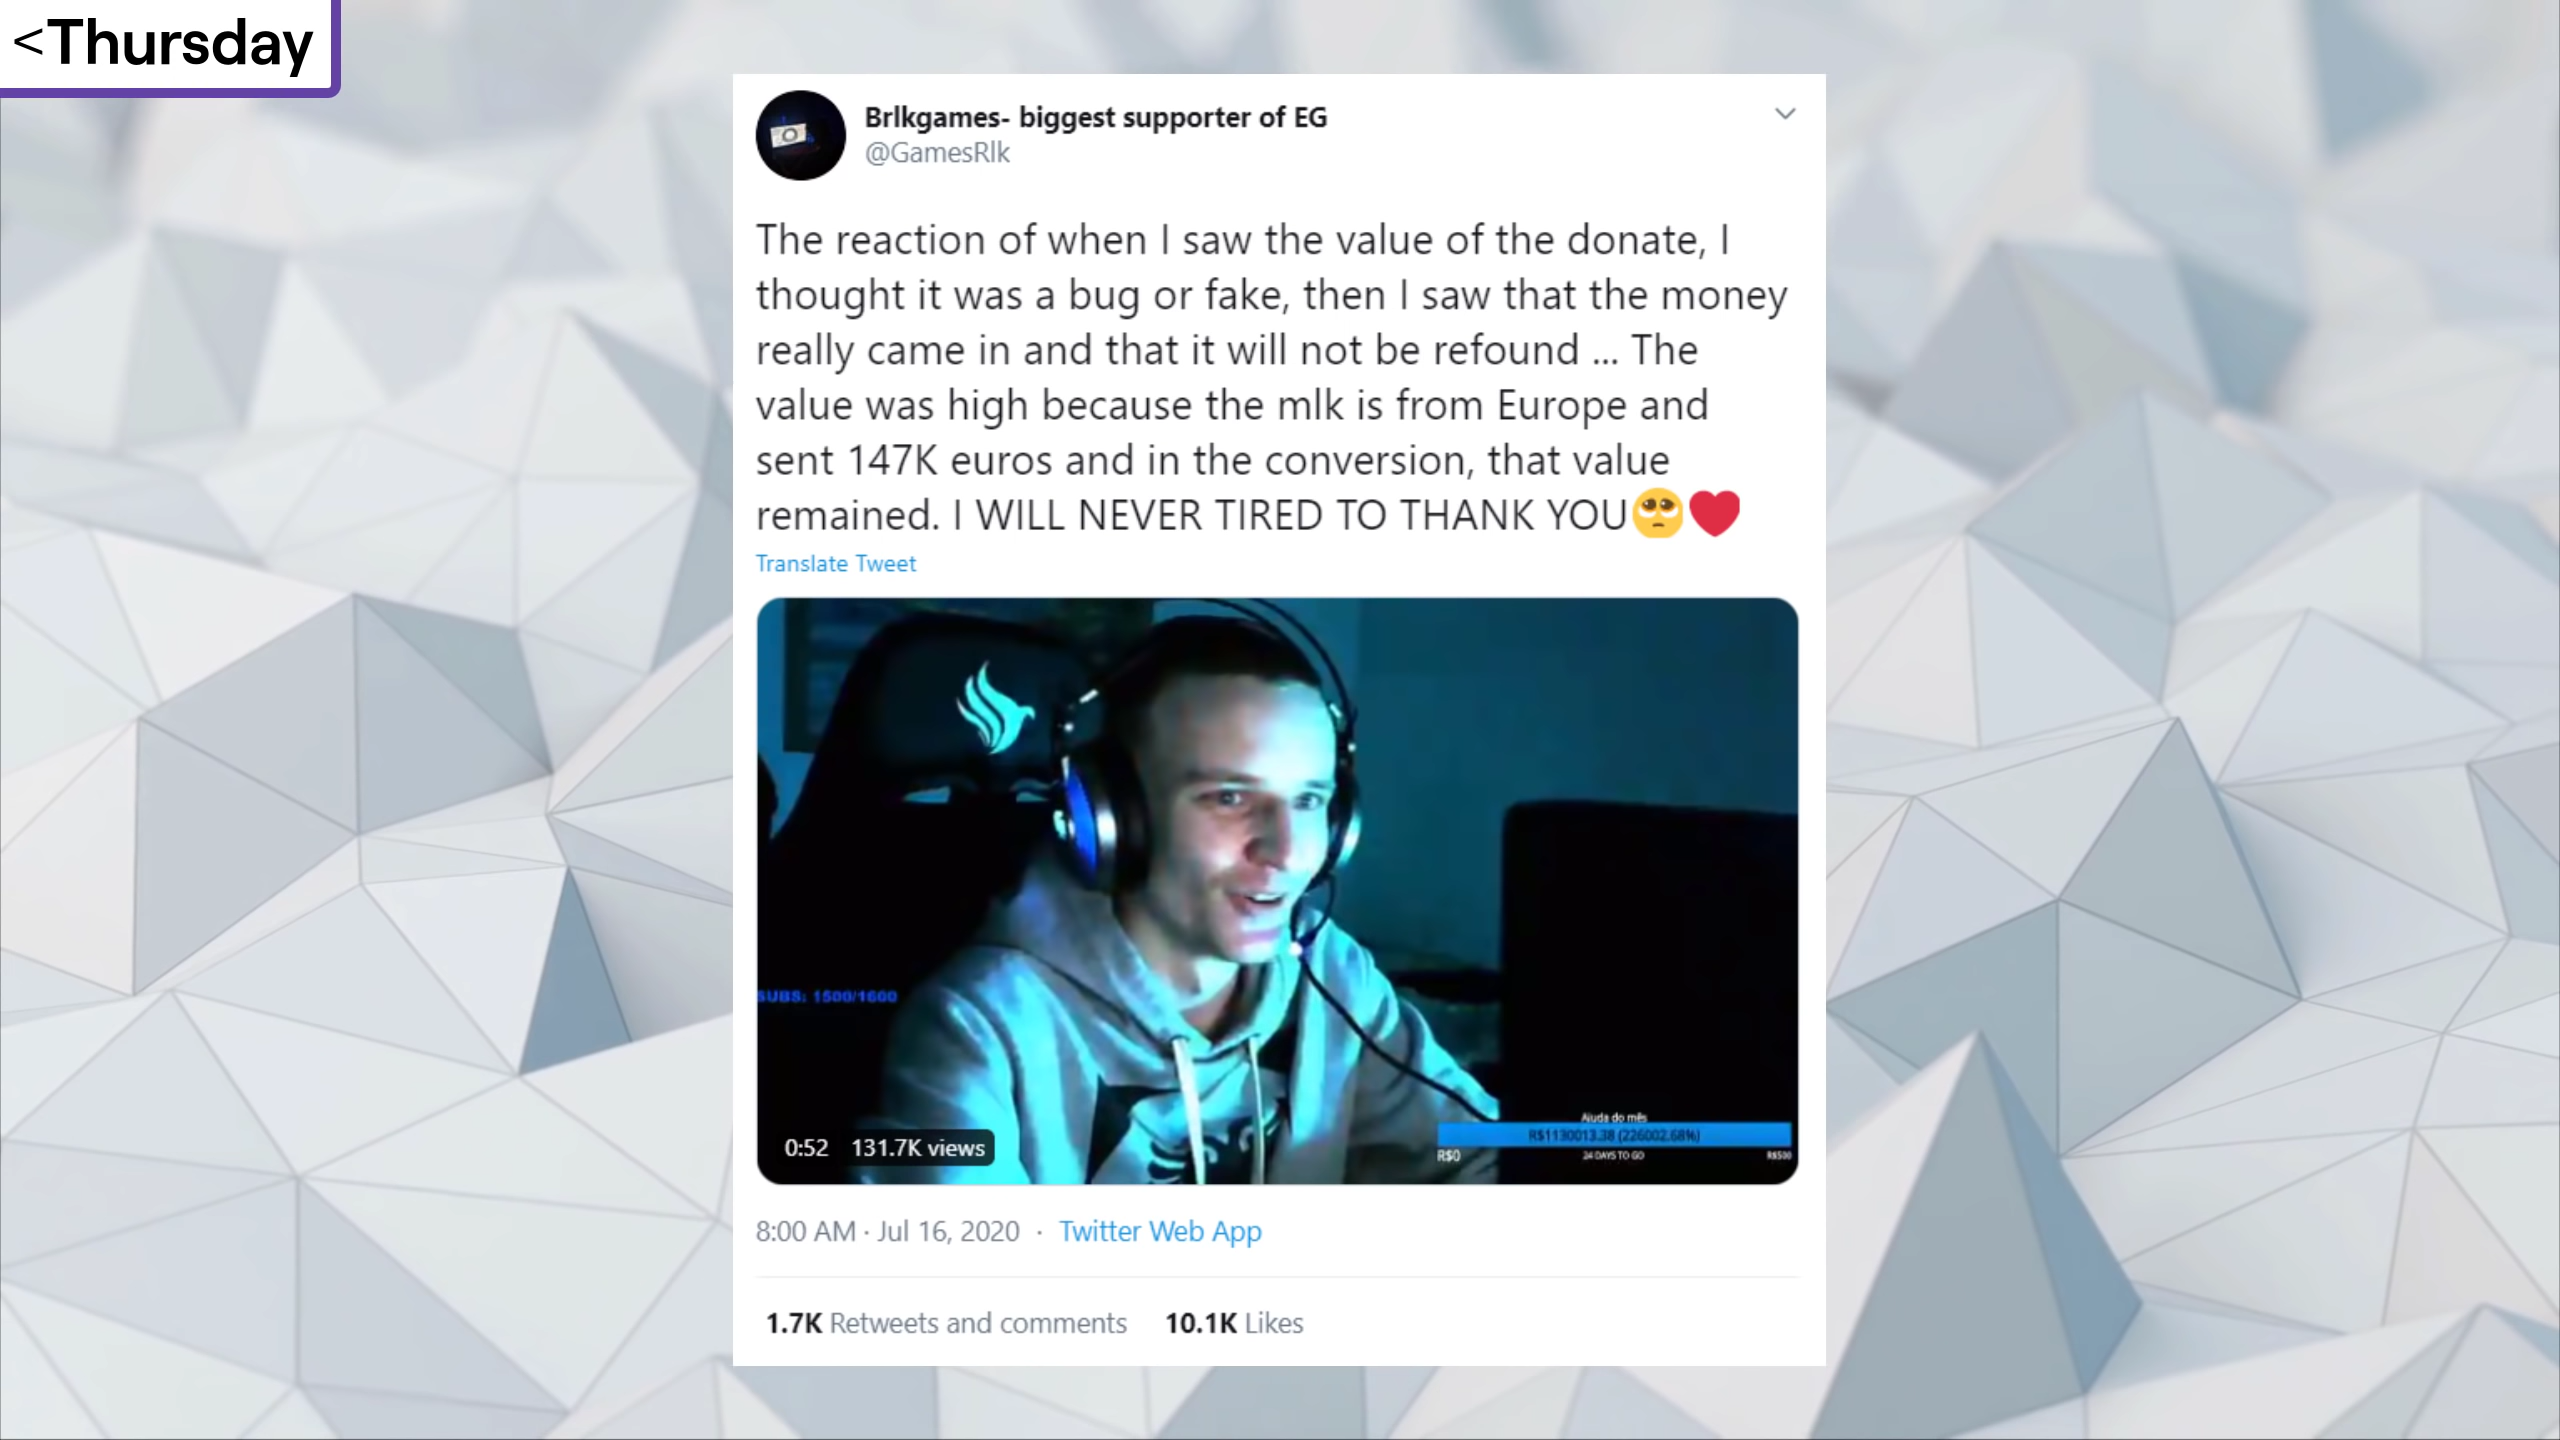 <Thursday
Brlkgames- biggest supporter of EG
@GamesRlk
The reaction of when I saw the value of the donate, I
thought it was a bug or fake, then I saw that the money
really came in and that it will not be refound ... The
value was high because the mlk is from Europe and
sent 147K euros and in the conversion, that value
remained. I WILL NEVER TIRED TO THANK YOU🥺❤️
Translate Tweet
SUBS: 1500/1600
Ajuda do mês
R$1130013.38 (226002.68%)
R$0 24 DAYS TO GO R$500
0:52 131.7K views
8:00 AM · Jul 16, 2020 · Twitter Web App
1.7K Retweets and comments 10.1K Likes